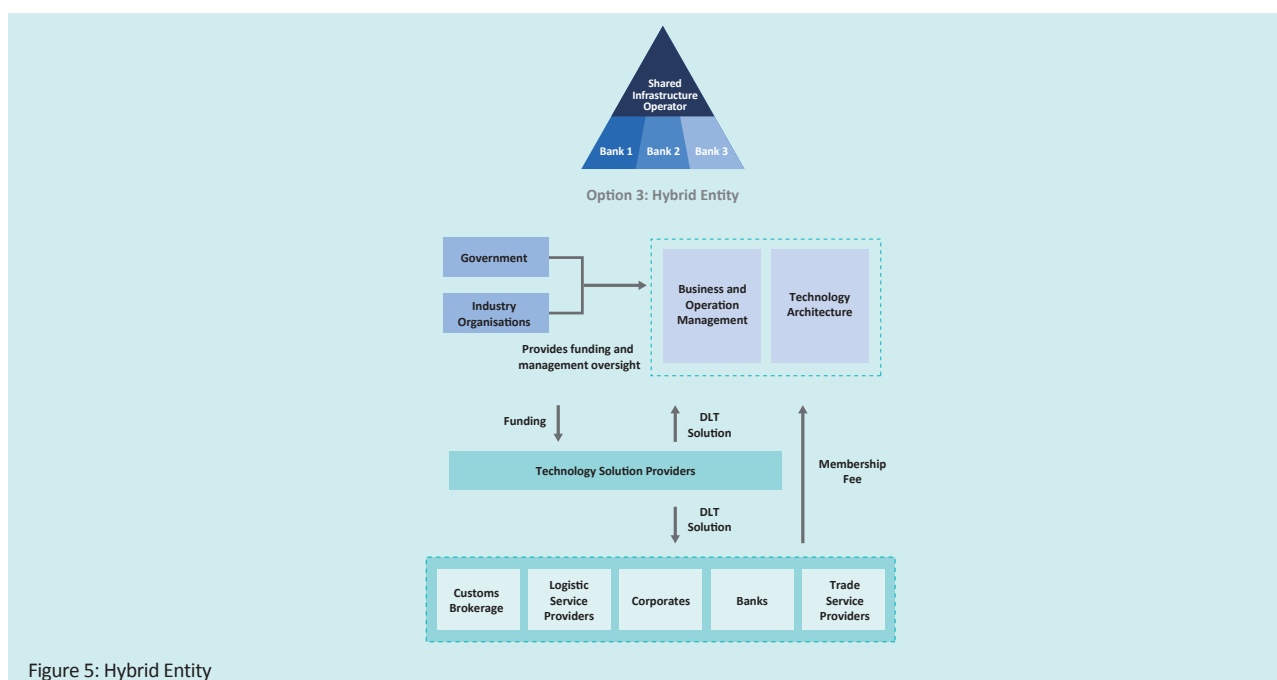 Shared
Infrastructure
Operator
Bank 1
Bank 2
Bank 3
Option 3: Hybrid Entity
Government
Industry
Organisations
Provides funding and
management oversight
Business and
Operation
Management
Technology
Architecture
Funding
DLT
Solution
Technology Solution Providers
Membership
Fee
DLT
Solution
Customs
Brokerage
Logistic
Service
Providers
Corporates
Banks
Trade
Service
Providers
Figure 5: Hybrid Entity